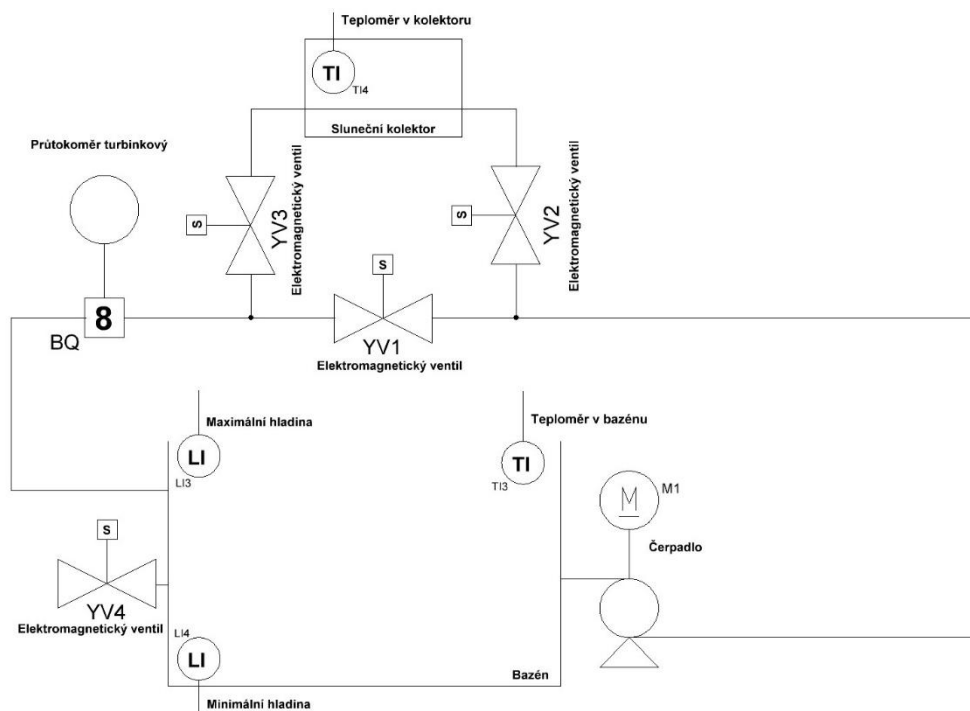 Teploměr v kolektoru
TI
TI4
Sluneční kolektor
Průtokoměr turbinkový
S
YV3
Elektromagnetický ventil
S
YV2
Elektromagnetický ventil
S
8
BQ
YV1
Elektromagnetický ventil
Maximální hladina
LI
LI3
Teploměr v bazénu
TI
TI3
M
M1
Čerpadlo
S
YV4
Elektromagnetický ventil
LI4
LI
Bazén
Minimální hladina